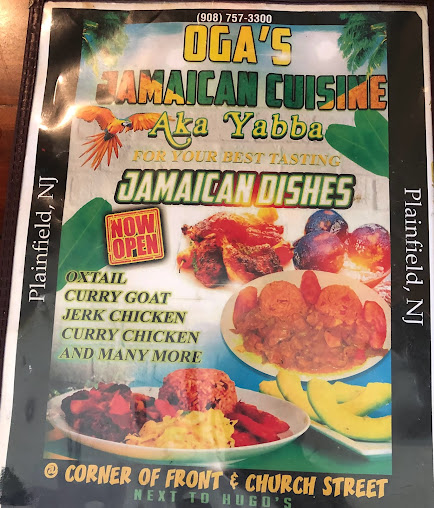 (908) 757-3300
OGA'S
JAMAICAN CUISINE
Aka Yabba
FOR YOUR BEST TASTING
JAMAICAN DISHES
NOW
OPEN
OXTAIL
CURRY GOAT
JERK CHICKEN
CURRY CHICKEN
AND MANY MORE
Plainfield, NJ
Plainfield, NJ
@ CORNER OF FRONT & CHURCH STREET
NEXT TO HUGO'S